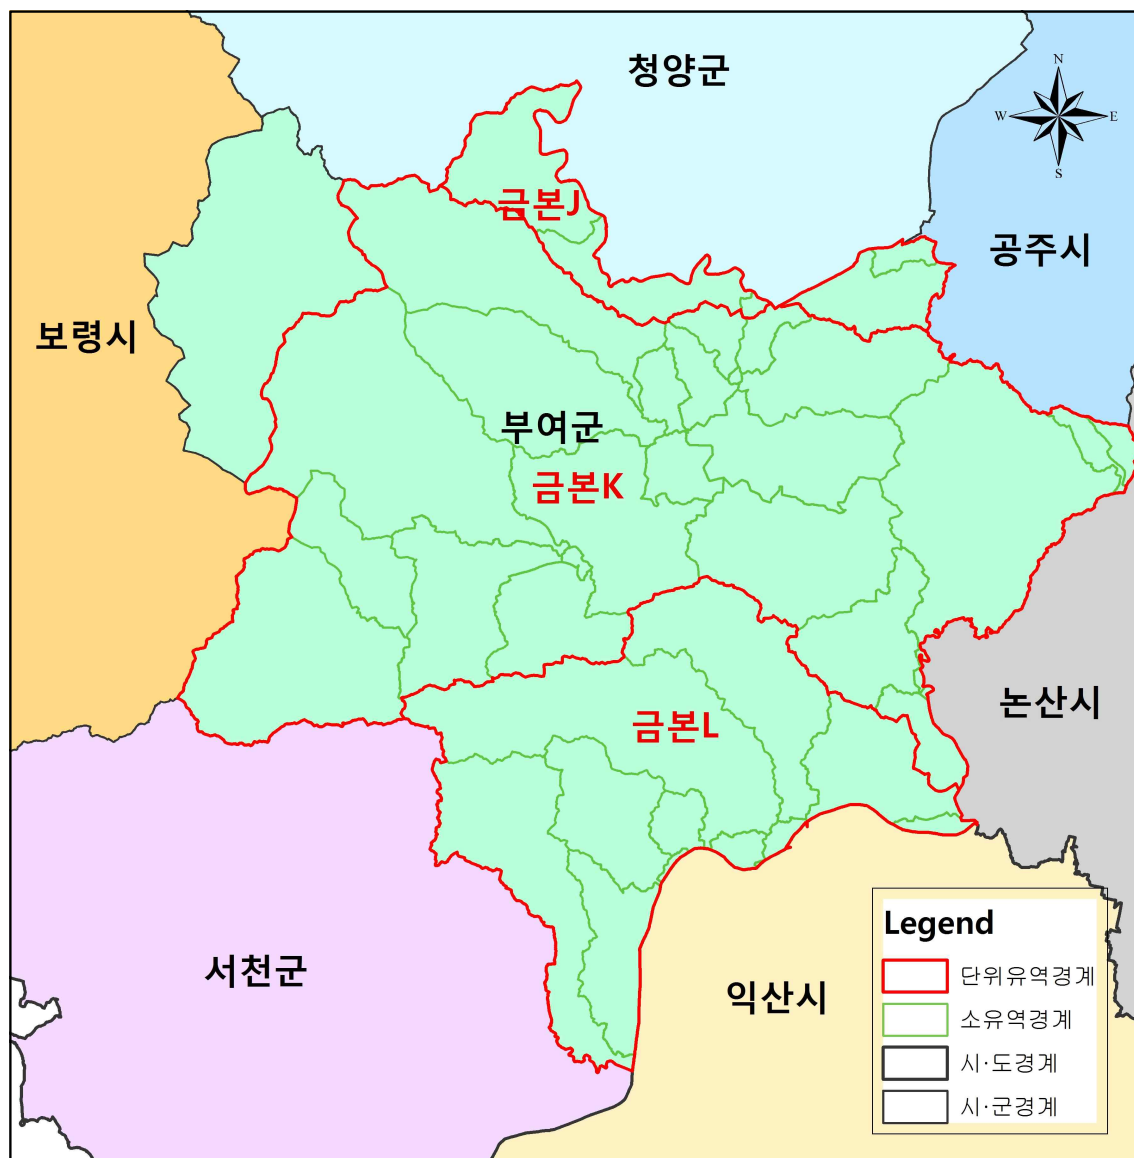 청양군
N
W
E
S
금본J
공주시
보령시
부여군
금본K
논산시
금본L
서천군
익산시
Legend
단위유역경계
소유역경계
시·도경계
시·군경계